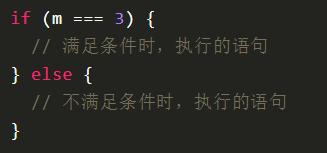 if (m === 3) {
  // 满足条件时，执行的语句
} else {
  // 不满足条件时，执行的语句
}